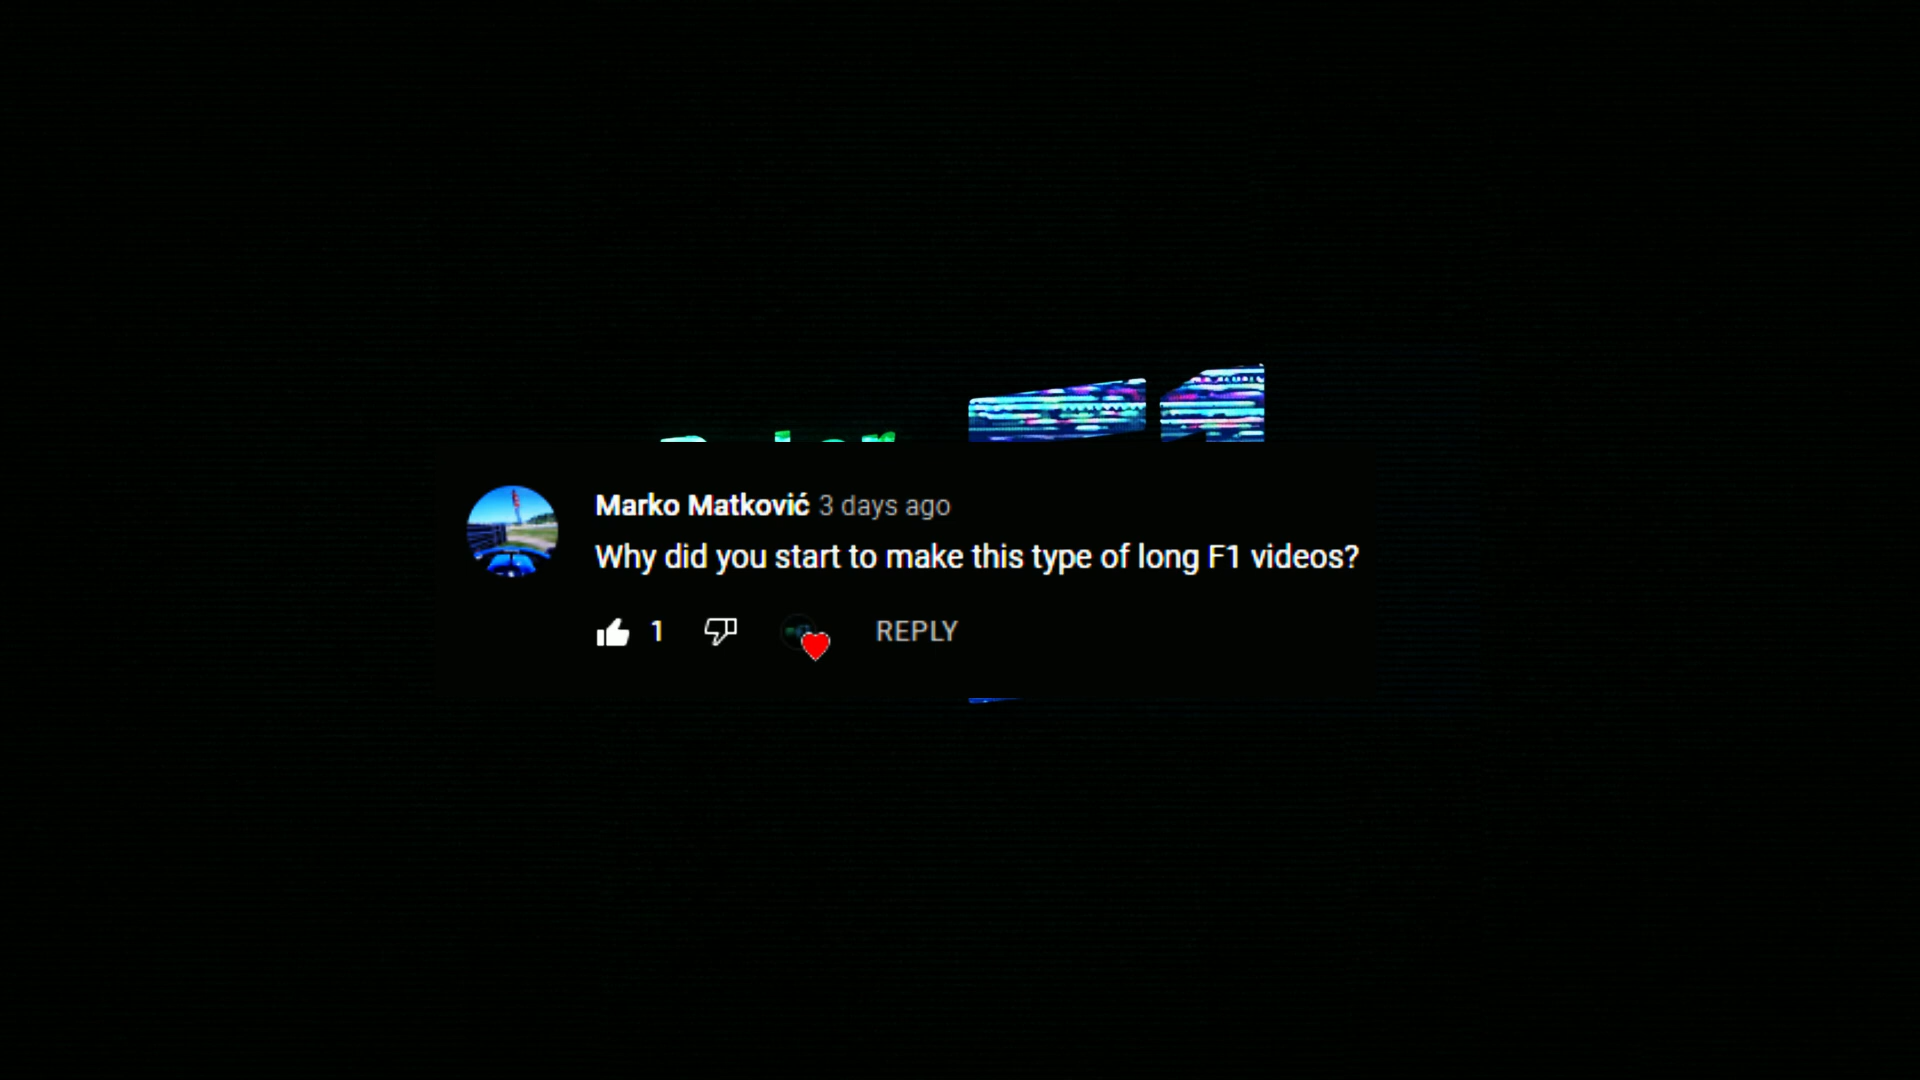 Marko Matković 3 days ago
Why did you start to make this type of long F1 videos?
1
REPLY